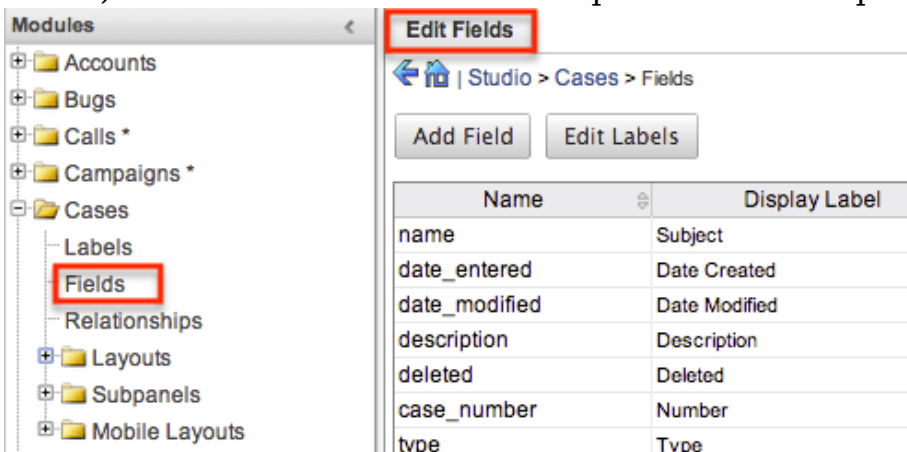 Modules <
Accounts
Bugs
Calls *
Campaigns *
Cases
Labels
Fields
Relationships
Layouts
Subpanels
Mobile Layouts
Edit Fields
| Studio > Cases > Fields
Add Field Edit Labels
Name Display Label
name Subject
date_entered Date Created
date_modified Date Modified
description Description
deleted Deleted
case_number Number
type Type